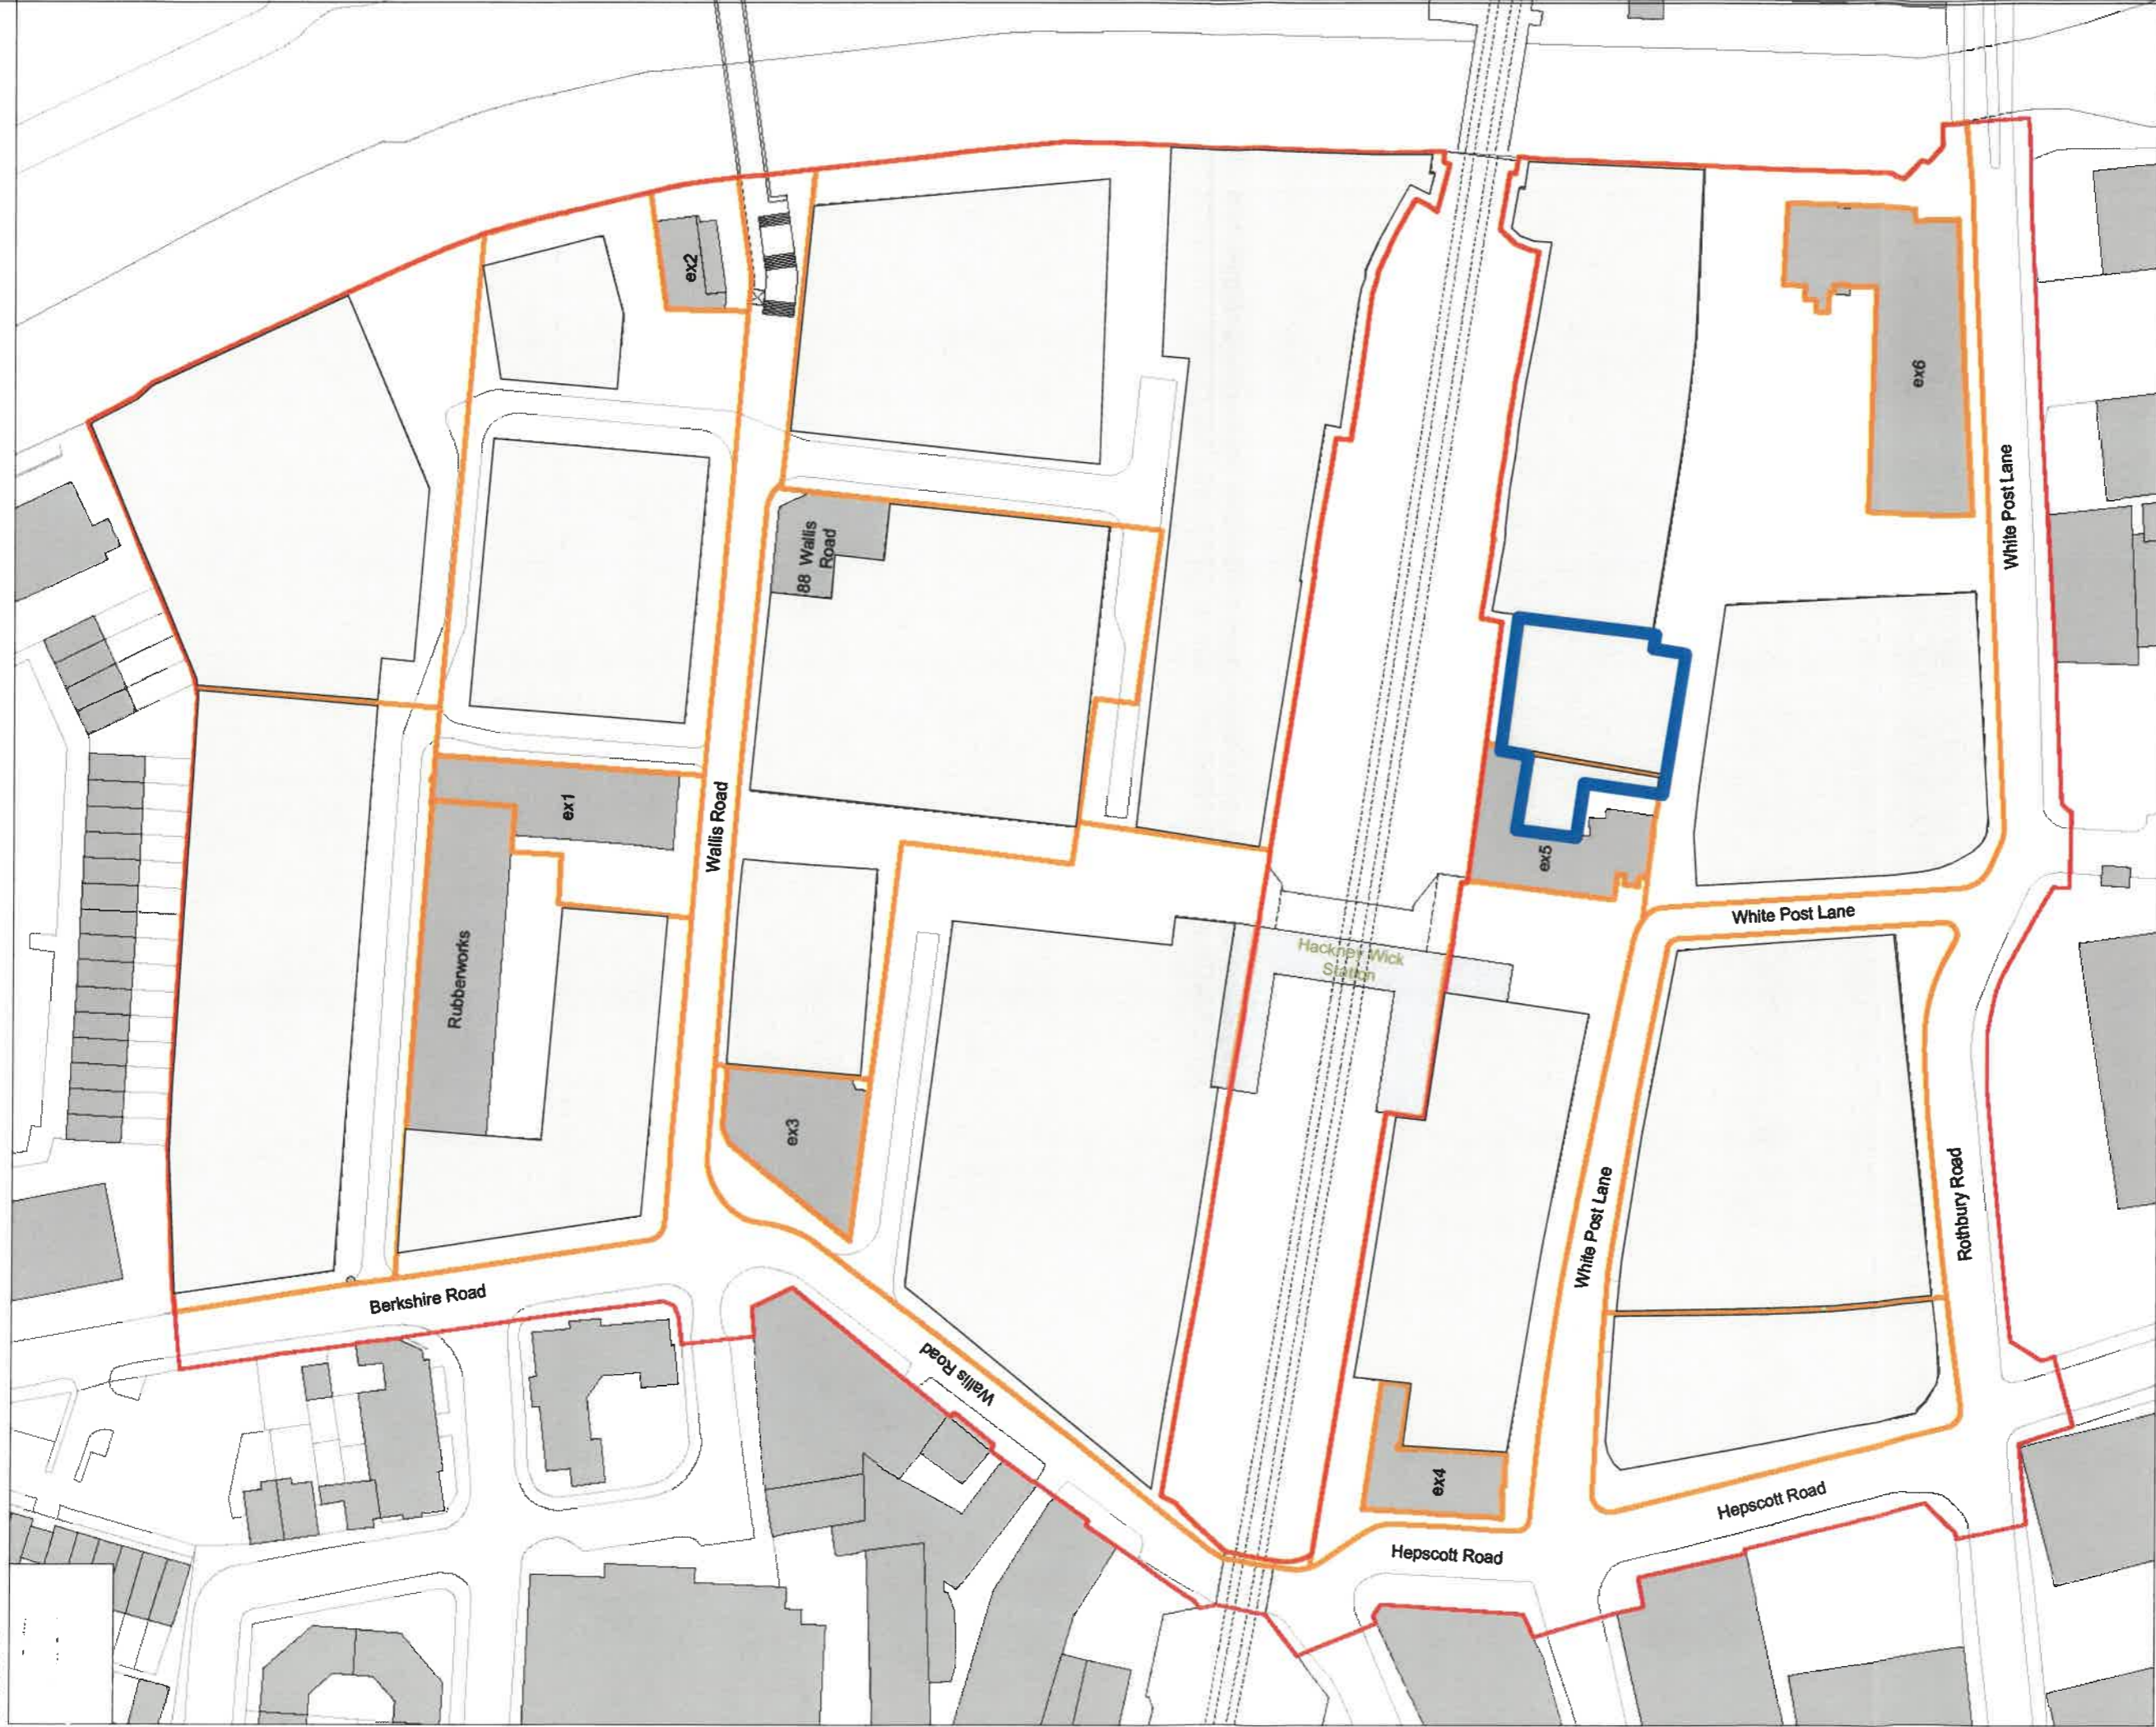 ex2
ex6
White Post Lane
88 Wallis
Road
ex1
Wallis Road
ex5
White Post Lane
Rubberworks
Hackney Wick
Station
ex3
White Post Lane
Rothbury Road
Berkshire Road
Wallis Road
ex4
Hepscott Road
Hepscott Road